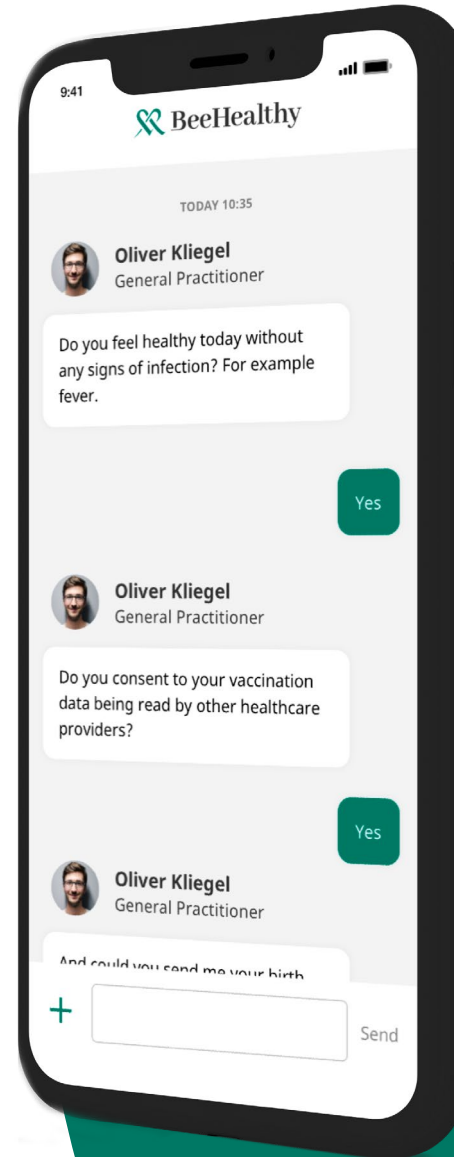 9:41
BeeHealthy
TODAY 10:35
Oliver Kliegel
General Practitioner
Do you feel healthy today without
any signs of infection? For example
fever.
Yes
Oliver Kliegel
General Practitioner
Do you consent to your vaccination
data being read by other healthcare
providers?
Yes
Oliver Kliegel
General Practitioner
And could you send me your birth
Send